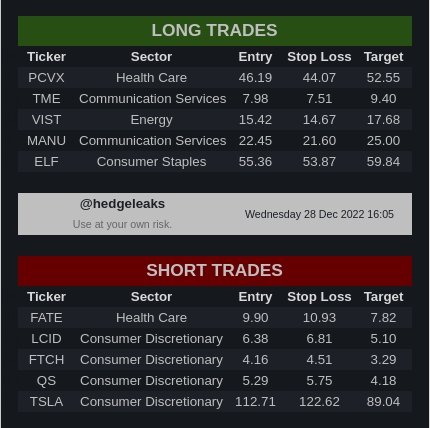 LONG TRADES
Ticker Sector Entry Stop Loss Target
PCVX Health Care 46.19 44.07 52.55
TME Communication Services 7.98 7.51 9.40
VIST Energy 15.42 14.67 17.68
MANU Communication Services 22.45 21.60 25.00
ELF Consumer Staples 55.36 53.87 59.84
@hedgeleaks
Use at your own risk.
Wednesday 28 Dec 2022 16:05
SHORT TRADES
Ticker Sector Entry Stop Loss Target
FATE Health Care 9.90 10.93 7.82
LCID Consumer Discretionary 6.38 6.81 5.10
FTCH Consumer Discretionary 4.16 4.51 3.29
QS Consumer Discretionary 5.29 5.75 4.18
TSLA Consumer Discretionary 112.71 122.62 89.04